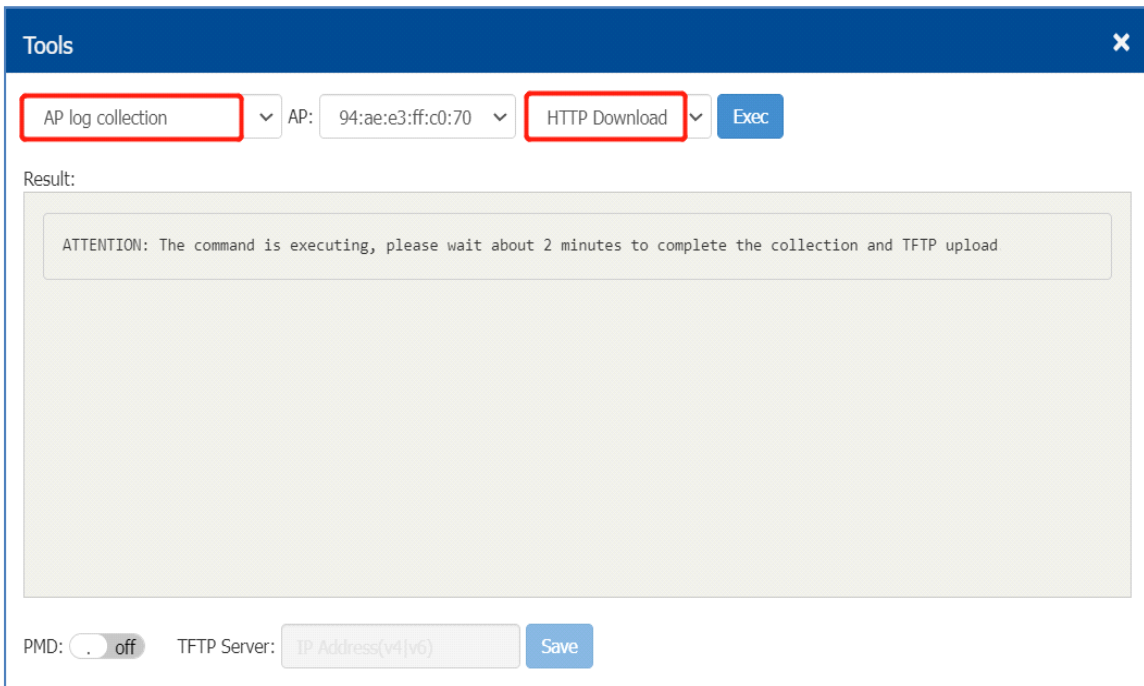 Tools
AP log collection AP: 94:ae:e3:ff:c0:70 HTTP Download Exec
Result:
ATTENTION: The command is executing, please wait about 2 minutes to complete the collection and TFTP upload
PMD: . off TFTP Server: IP Address(v4|v6) Save